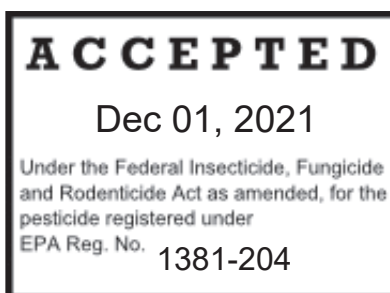 ACCEPTED
Dec 01, 2021
Under the Federal Insecticide, Fungicide
and Rodenticide Act as amended, for the
pesticide registered under
EPA Reg. No. 1381-204